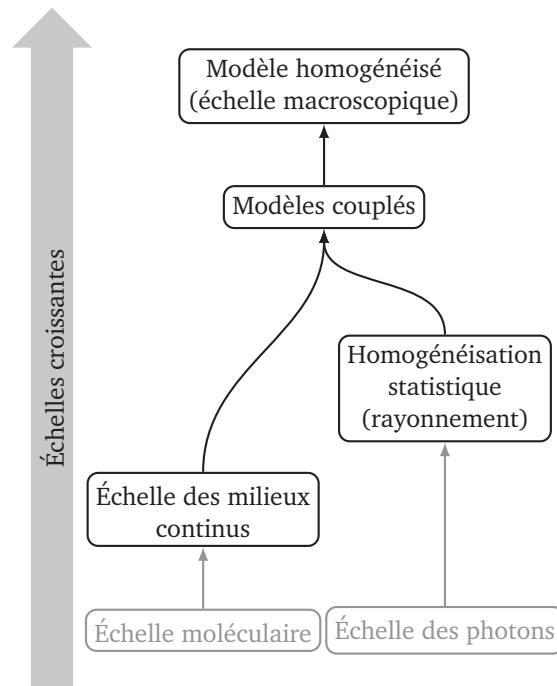 Modèle homogénéisé
(échelle macroscopique)
Modèles couplés
Échelles croissantes
Homogénéisation
statistique
(rayonnement)
Échelle des milieux
continus
Échelle moléculaire
Échelle des photons